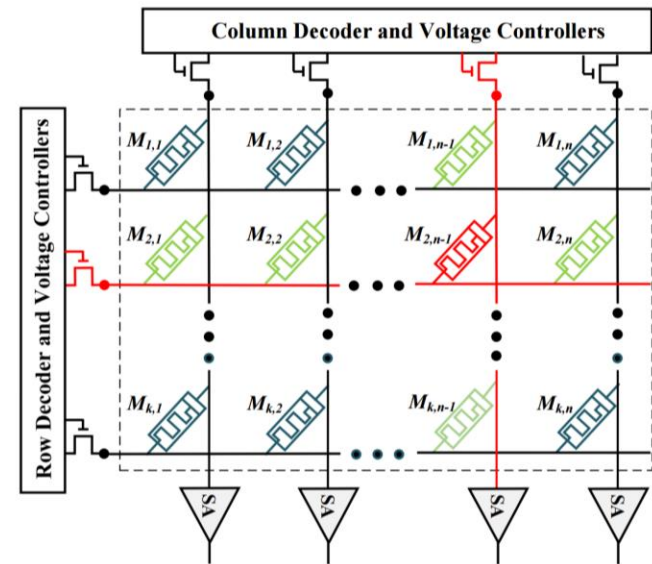 Column Decoder and Voltage Controllers
Row Decoder and Voltage Controllers
M1,1
M1,2
M1,n-1
M1,n
M2,1
M2,2
M2,n-1
M2,n
Mk,1
Mk,2
Mk,n-1
Mk,n
SA
SA
SA
SA